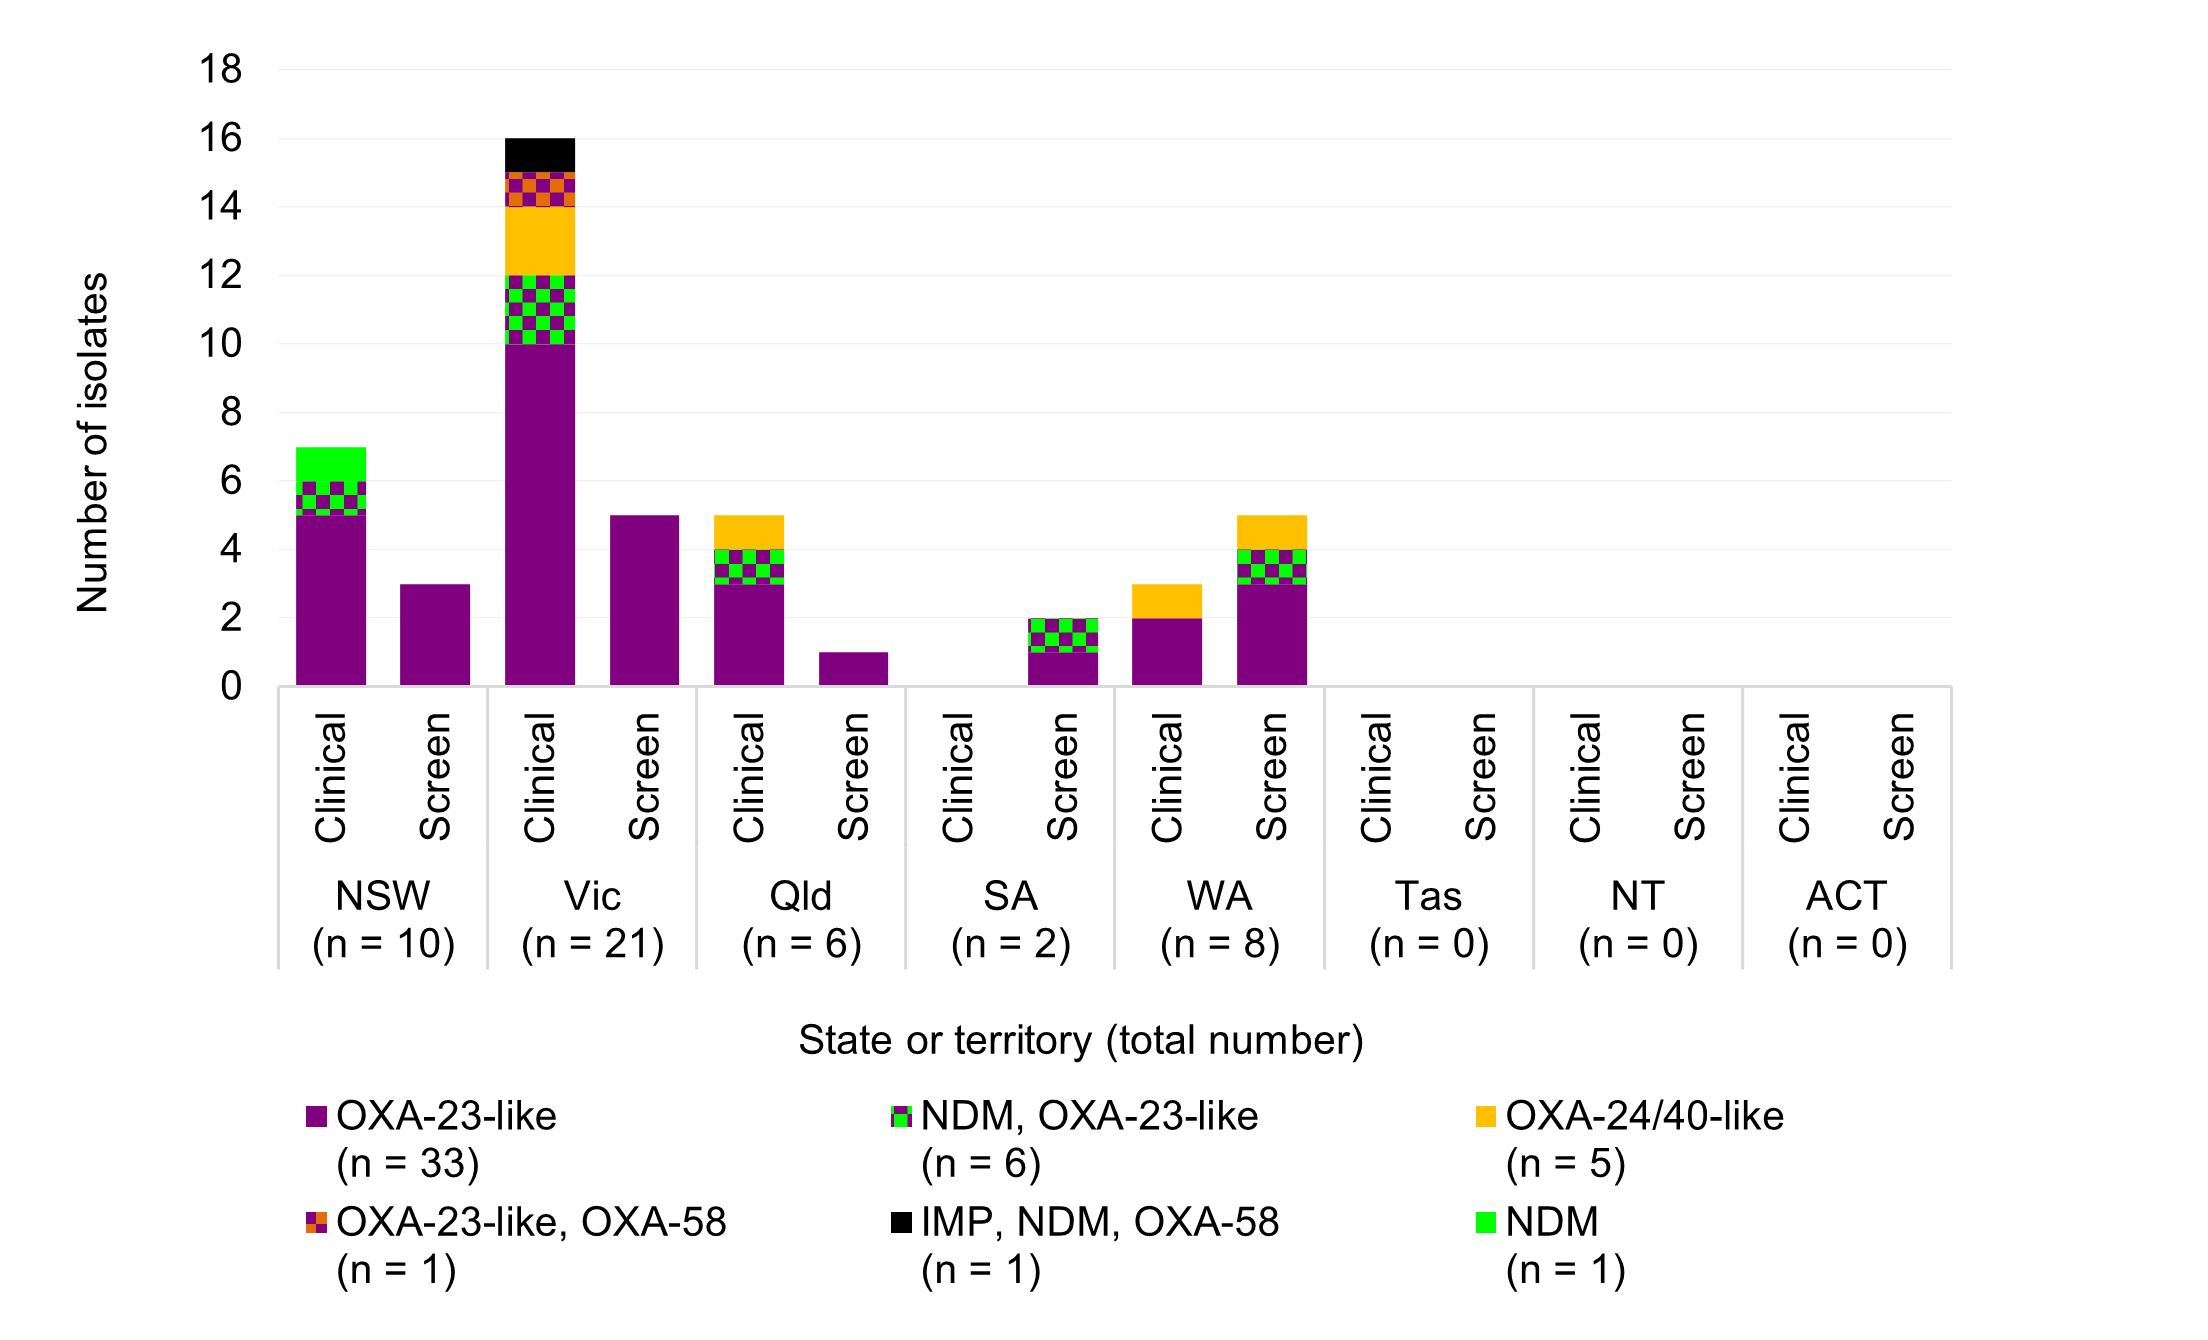 18
16
14
12
10
8
6
4
2
0
Number of isolates
Clinical Screen Clinical Screen Clinical Screen Clinical Screen Clinical Screen Clinical Screen Clinical Screen Clinical Screen
NSW Vic Qld SA WA Tas NT ACT
(n = 10) (n = 21) (n = 6) (n = 2) (n = 8) (n = 0) (n = 0) (n = 0)
State or territory (total number)
OXA-23-like NDM, OXA-23-like OXA-24/40-like
(n = 33) (n = 6) (n = 5)
OXA-23-like, OXA-58 IMP, NDM, OXA-58 NDM
(n = 1) (n = 1) (n = 1)